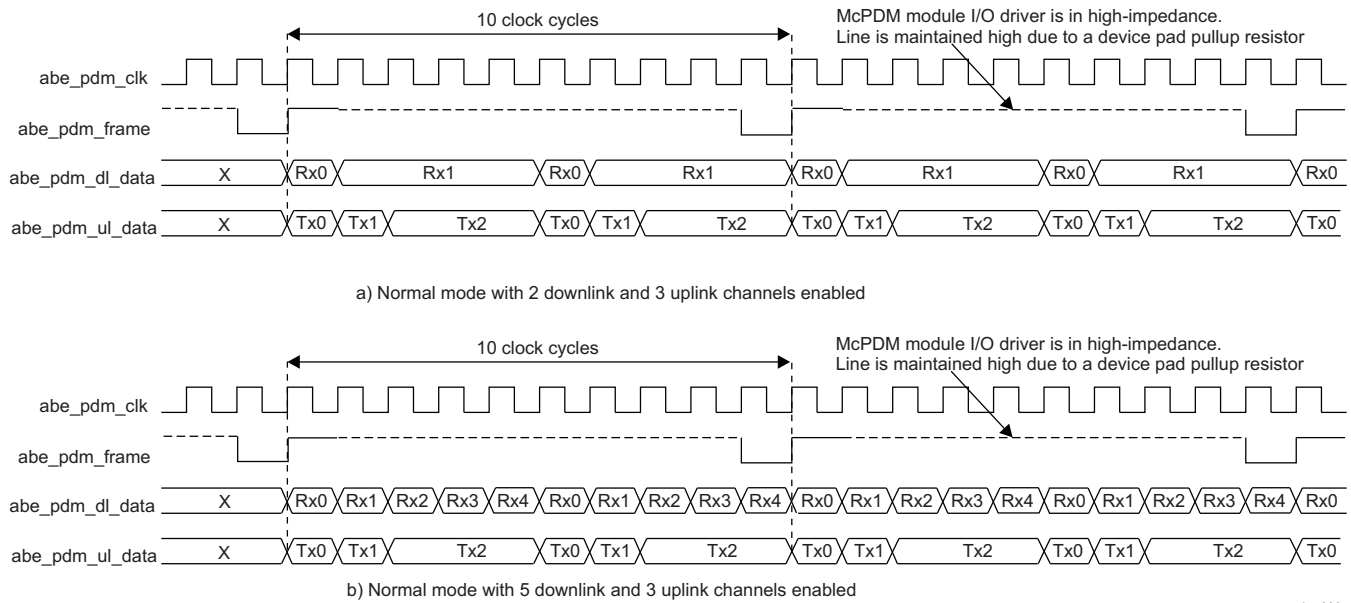 10 clock cycles
McPDM module I/O driver is in high-impedance.
Line is maintained high due to a device pad pullup resistor
abe_pdm_clk
abe_pdm_frame
abe_pdm_dl_data X Rx0 Rx1 Rx0 Rx1 Rx0 Rx1 Rx0 Rx1 Rx0
abe_pdm_ul_data X Tx0 Tx1 Tx2 Tx0 Tx1 Tx2 Tx0 Tx1 Tx2 Tx0 Tx1 Tx2 Tx0
a) Normal mode with 2 downlink and 3 uplink channels enabled
10 clock cycles
McPDM module I/O driver is in high-impedance.
Line is maintained high due to a device pad pullup resistor
abe_pdm_clk
abe_pdm_frame
abe_pdm_dl_data X Rx0 Rx1 Rx2 Rx3 Rx4 Rx0 Rx1 Rx2 Rx3 Rx4 Rx0 Rx1 Rx2 Rx3 Rx4 Rx0 Rx1 Rx2 Rx3 Rx4 Rx0
abe_pdm_ul_data X Tx0 Tx1 Tx2 Tx0 Tx1 Tx2 Tx0 Tx1 Tx2 Tx0 Tx1 Tx2 Tx0
b) Normal mode with 5 downlink and 3 uplink channels enabled